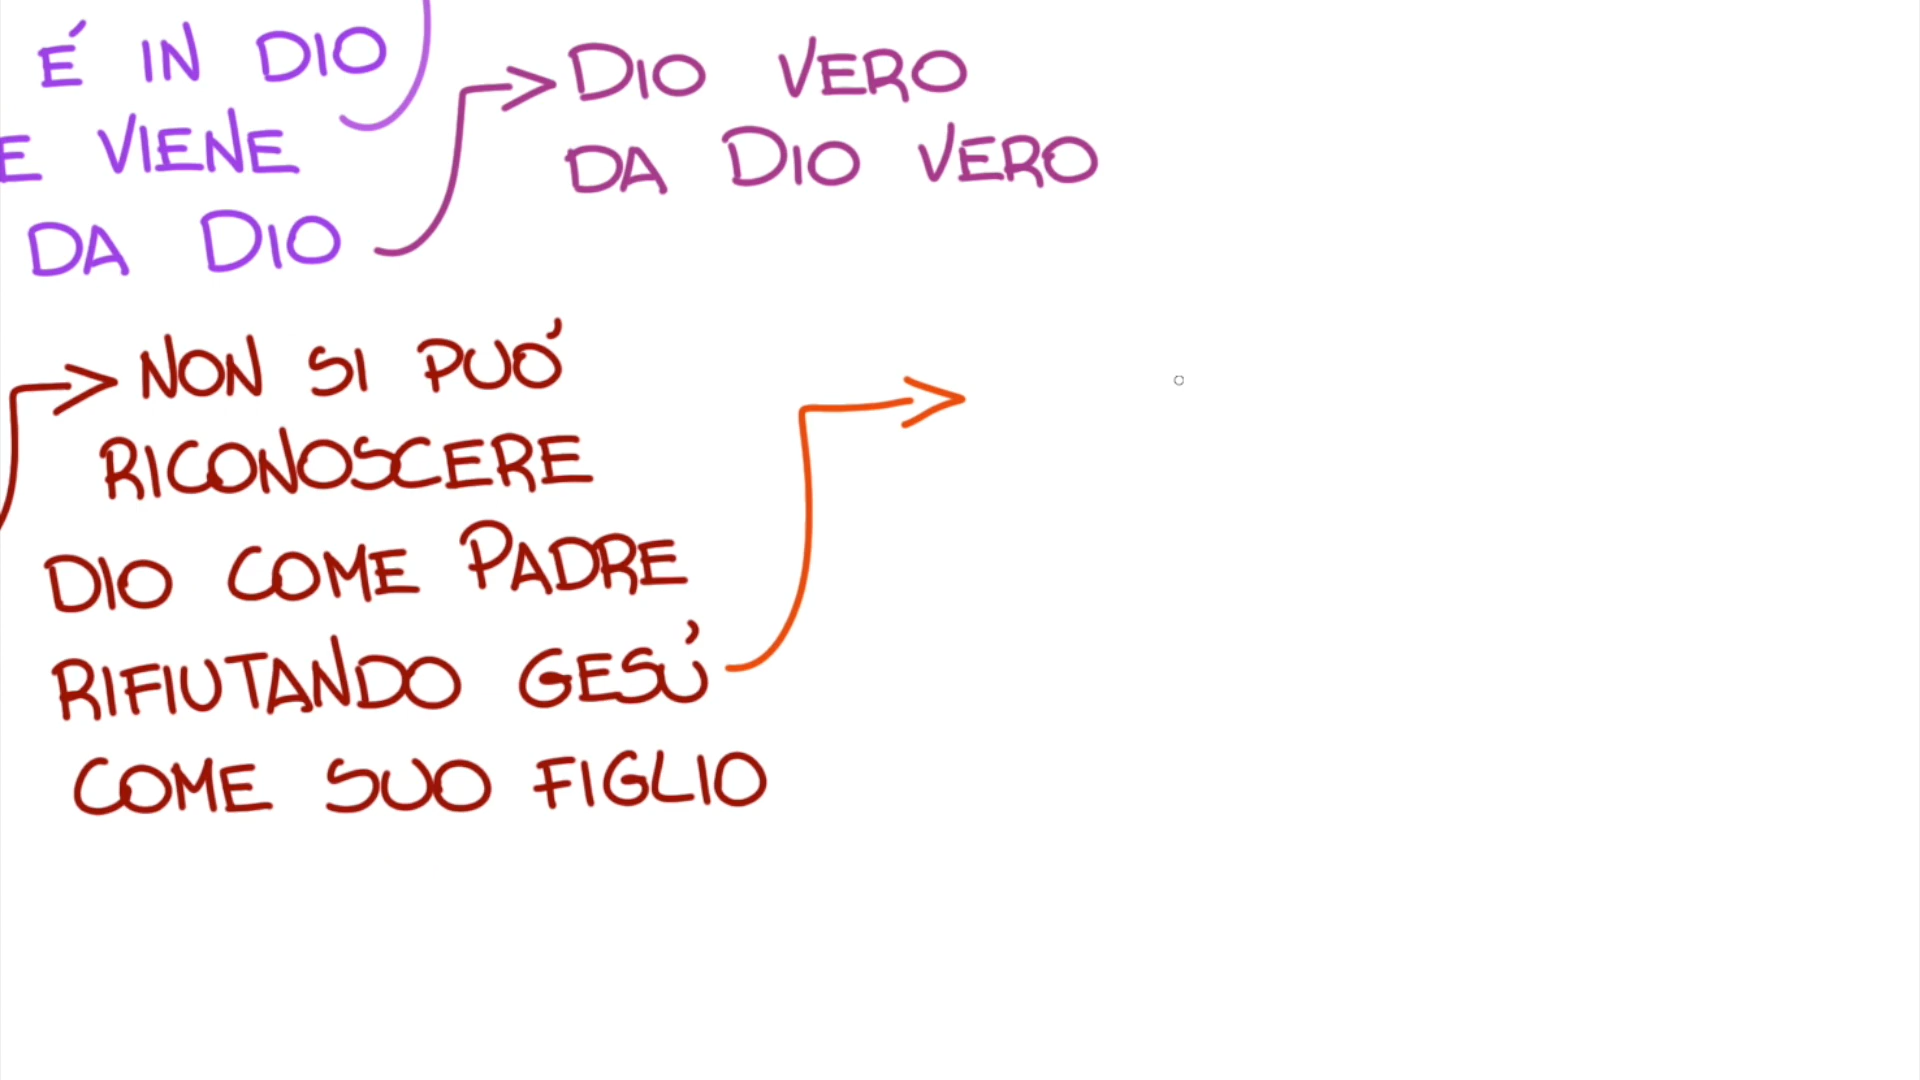 É IN DIO
E VIENE
DA DIO
DIO VERO
DA DIO VERO
NON SI PUÓ
RICONOSCERE
DIO COME PADRE
RIFIUTANDO GESÚ
COME SUO FIGLIO